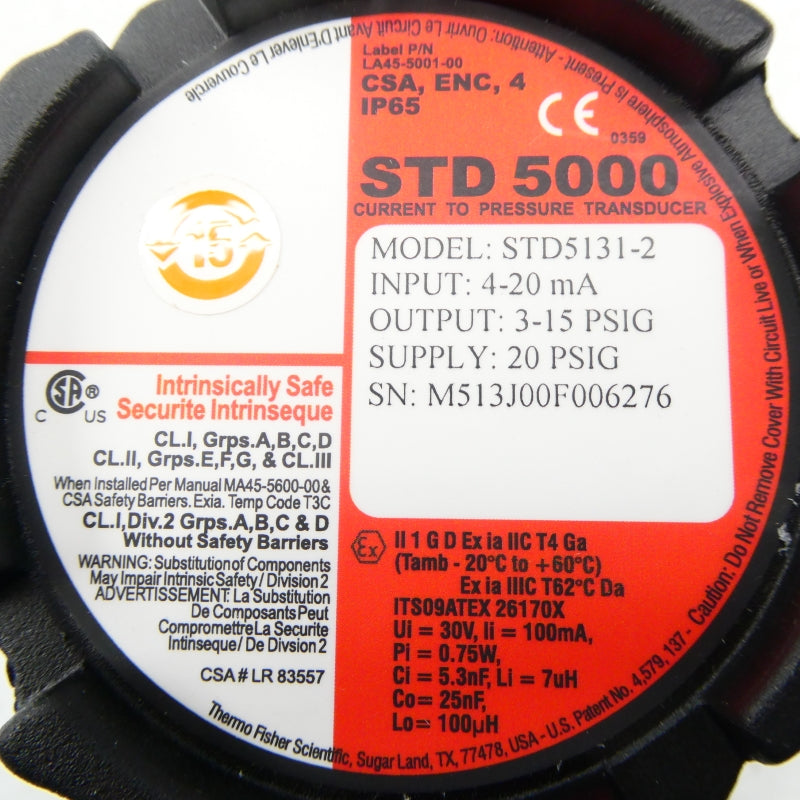 Label P/N
LA45-5001-00
CSA, ENC, 4
IP65
CE
0359
STD 5000
CURRENT TO PRESSURE TRANSDUCER
MODEL: STD5131-2
INPUT: 4-20 mA
OUTPUT: 3-15 PSIG
SUPPLY: 20 PSIG
SN: M513J00F006276
15
CSA ®
C US
Intrinsically Safe
Securite Intrinseque
CL.I, Grps.A,B,C,D
CL.II, Grps.E,F,G, & CL.III
When Installed Per Manual MA45-5600-00 &
CSA Safety Barriers. Exia. Temp Code T3C
CL.I,Div.2 Grps.A,B,C & D
Without Safety Barriers
WARNING: Substitution of Components
May Impair Intrinsic Safety / Division 2
ADVERTISSEMENT: La Substitution
De Composants Peut
Compromettre La Securite
Intinseque/ De Divsion 2
CSA # LR 83557
Ex
II 1 G D Ex ia IIC T4 Ga
(Tamb - 20°C to +60°C)
Ex ia IIIC T62°C Da
ITS09ATEX 26170X
Ui = 30V, Ii = 100mA,
Pi = 0.75W,
Ci = 5.3nF, Li = 7uH
Co = 25nF,
Lo = 100µH
Thermo Fisher Scientific, Sugar Land, TX, 77478, USA - U.S. Patent No. 4,579,137 - Caution: Do Not Remove Cover With Circuit Live or When Explosive Atmosphere is Present - Attention: Ouvrir Le Circuit Avant D'Enlever Le Couvercle